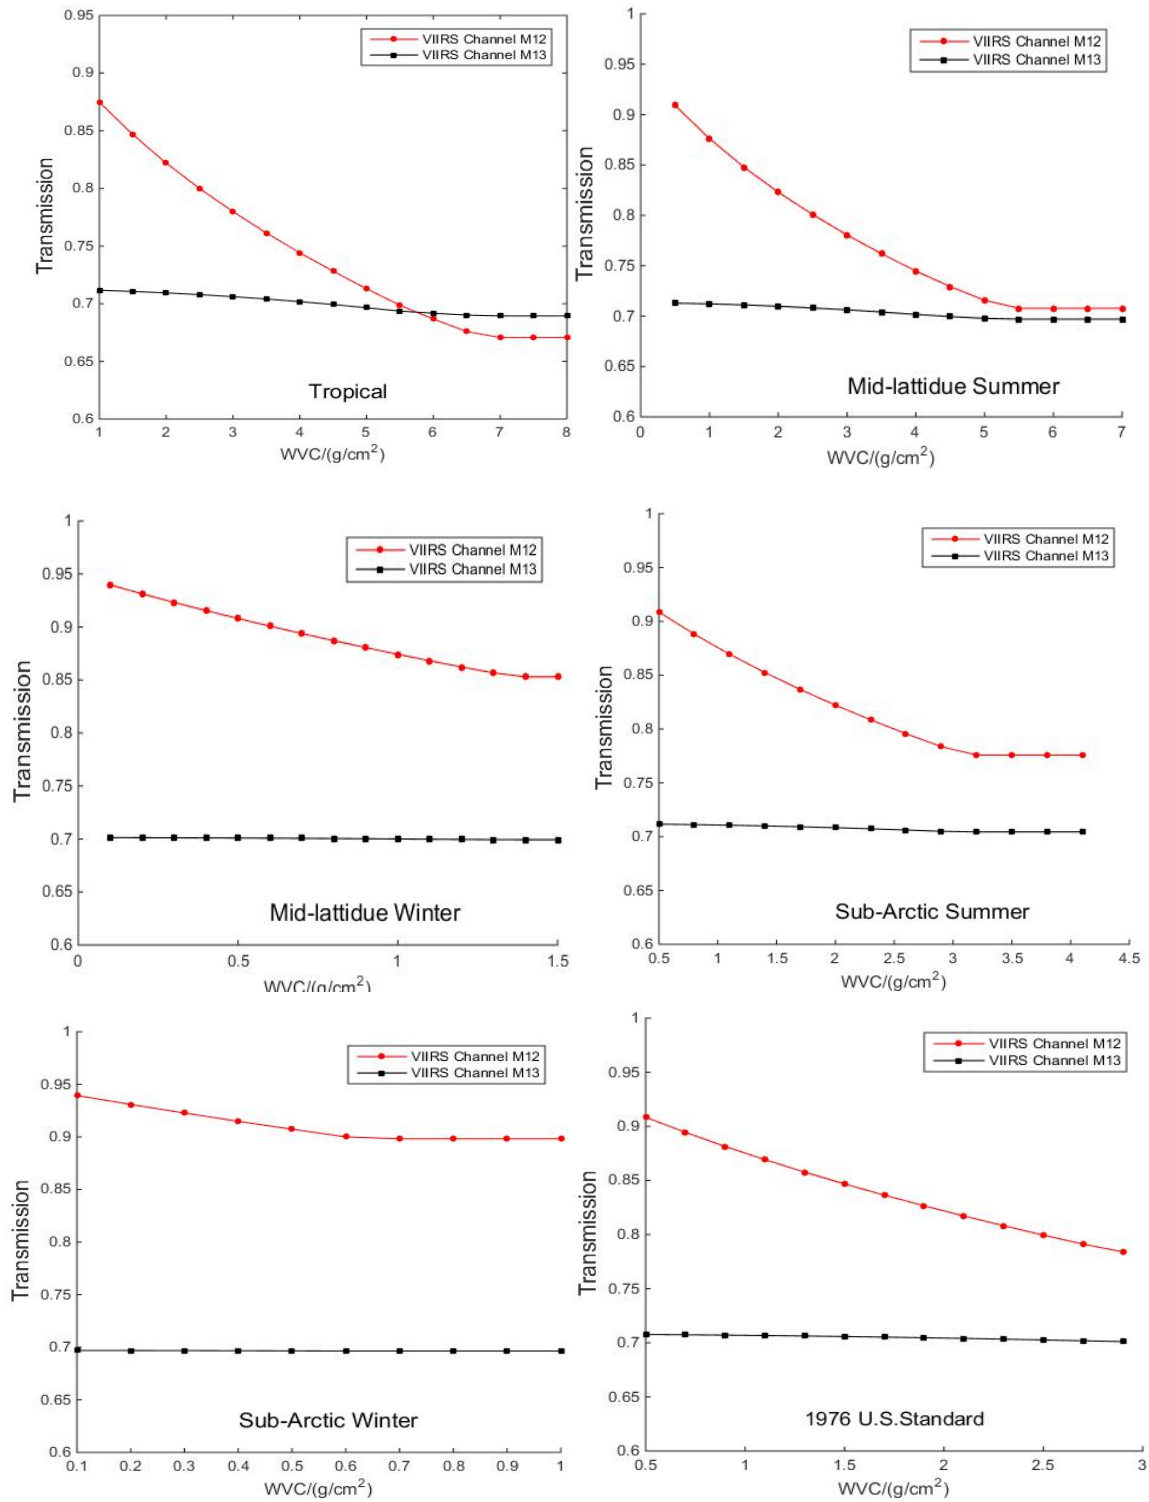 0.95
0.9
0.85
0.8
0.75
0.7
0.65
0.6
Transmission
VIIRS Channel M12
VIIRS Channel M13
Tropical
1 2 3 4 5 6 7 8
WVC/(g/cm2)
1
0.95
0.9
0.85
0.8
0.75
0.7
0.65
0.6
Transmission
VIIRS Channel M12
VIIRS Channel M13
Mid-lattidue Summer
0 1 2 3 4 5 6 7
WVC/(g/cm2)
1
0.95
0.9
0.85
0.8
0.75
0.7
0.65
0.6
Transmission
VIIRS Channel M12
VIIRS Channel M13
Mid-lattidue Winter
0 0.5 1 1.5
WVC/(g/cm2)
1
0.95
0.9
0.85
0.8
0.75
0.7
0.65
0.6
Transmission
VIIRS Channel M12
VIIRS Channel M13
Sub-Arctic Summer
0.5 1 1.5 2 2.5 3 3.5 4 4.5
WVC/(g/cm2)
1
0.95
0.9
0.85
0.8
0.75
0.7
0.65
0.6
Transmission
VIIRS Channel M12
VIIRS Channel M13
Sub-Arctic Winter
0.1 0.2 0.3 0.4 0.5 0.6 0.7 0.8 0.9 1
WVC/(g/cm2)
1
0.95
0.9
0.85
0.8
0.75
0.7
0.65
0.6
Transmission
VIIRS Channel M12
VIIRS Channel M13
1976 U.S.Standard
0.5 1 1.5 2 2.5 3
WVC/(g/cm2)